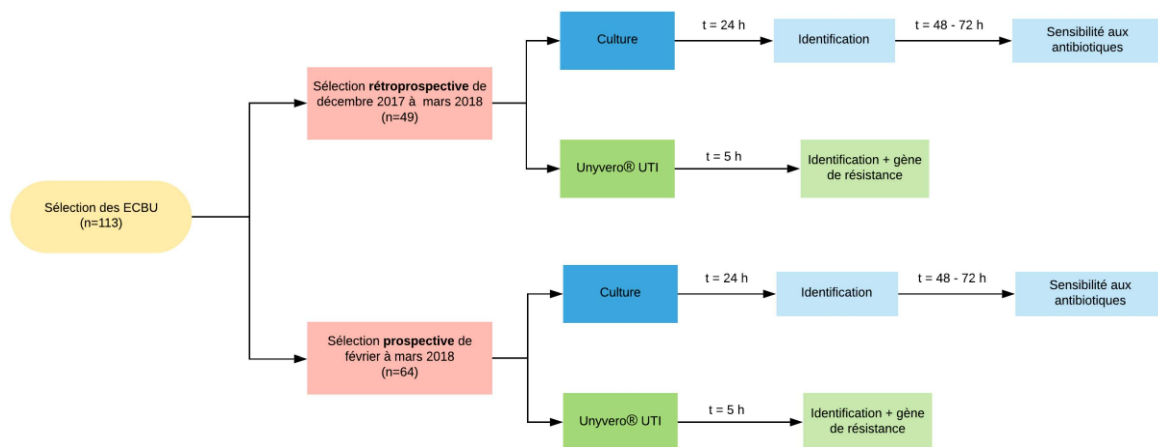 Culture
t = 24 h
Identification
t = 48 - 72 h
Sensibilité aux
antibiotiques
Sélection rétroprospective de
décembre 2017 à mars 2018
(n=49)
Unyvero® UTI
t = 5 h
Identification + gène
de résistance
Sélection des ECBU
(n=113)
Culture
t = 24 h
Identification
t = 48 - 72 h
Sensibilité aux
antibiotiques
Sélection prospective de
février à mars 2018
(n=64)
Unyvero® UTI
t = 5 h
Identification + gène
de résistance